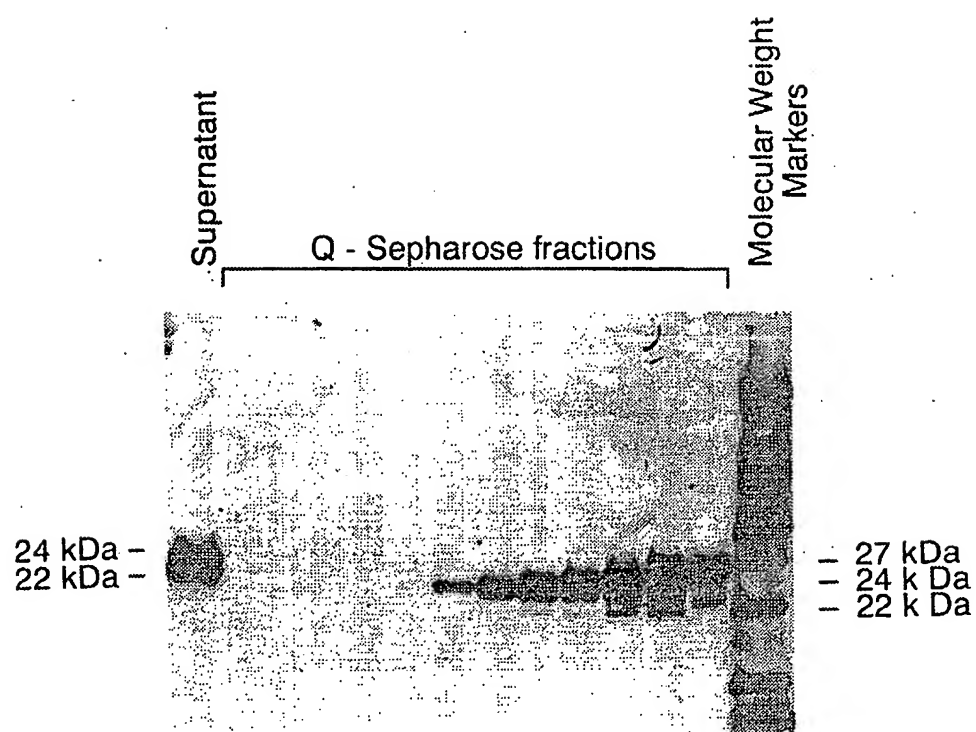 Supernatant
Q - Sepharose fractions
Molecular Weight
Markers
24 kDa –
22 kDa –
– 27 kDa
– 24 k Da
– 22 k Da